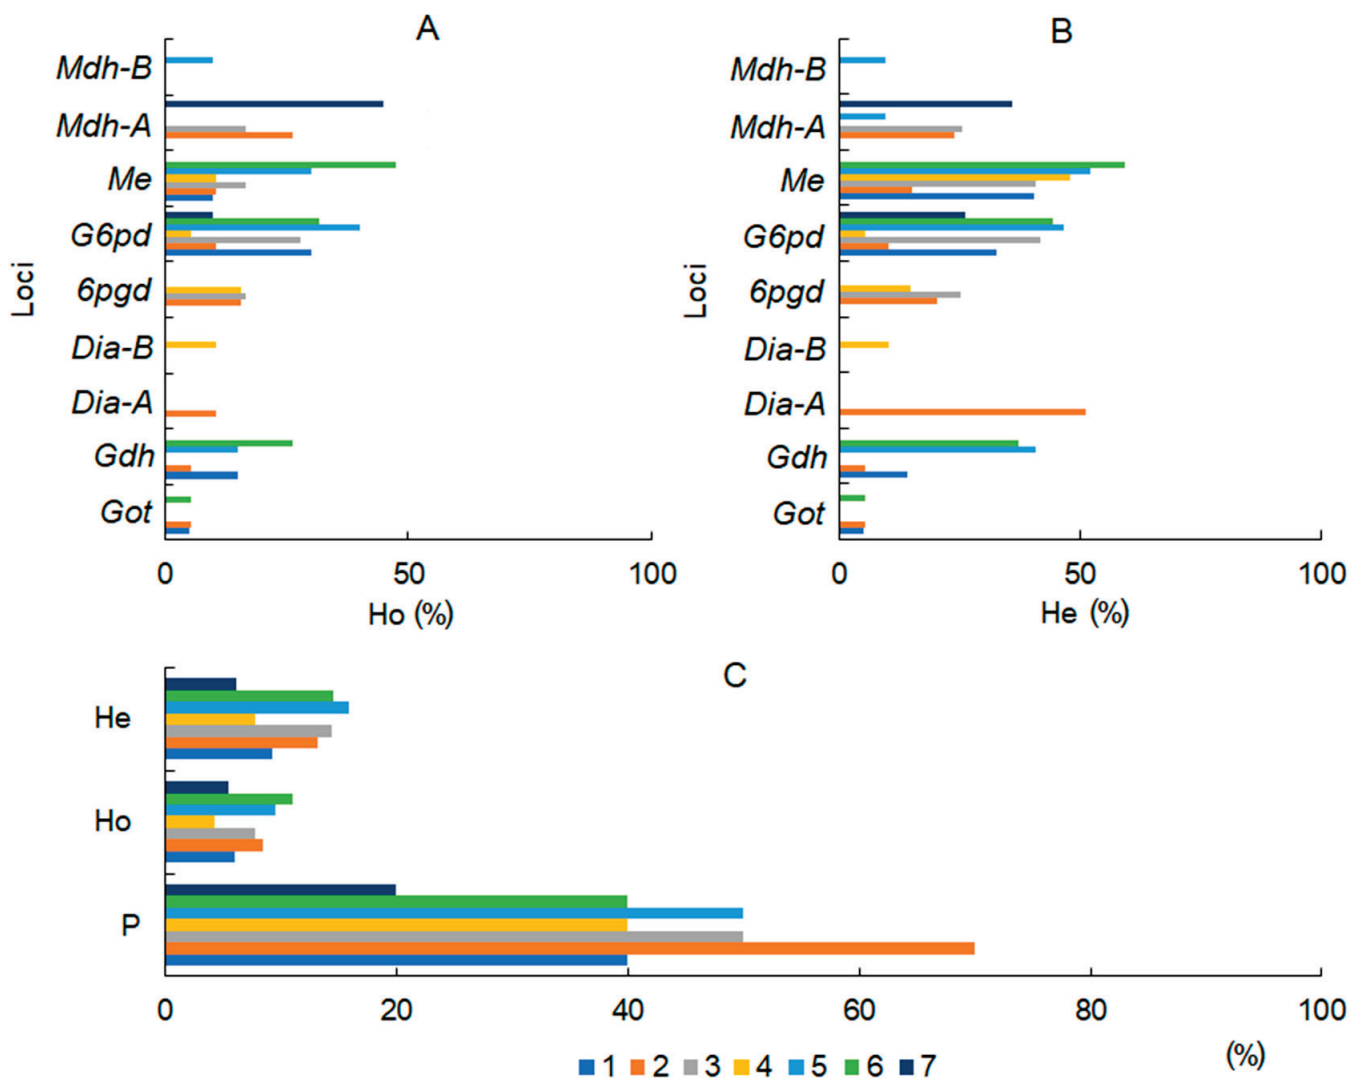 A
Mdh-B
Mdh-A
Me
G6pd
6pgd
Dia-B
Dia-A
Gdh
Got
Loci
0 50 100
Ho (%)
B
Mdh-B
Mdh-A
Me
G6pd
6pgd
Dia-B
Dia-A
Gdh
Got
Loci
0 50 100
He (%)
C
He
Ho
P
0 20 40 60 80 100
(%)
1 2 3 4 5 6 7